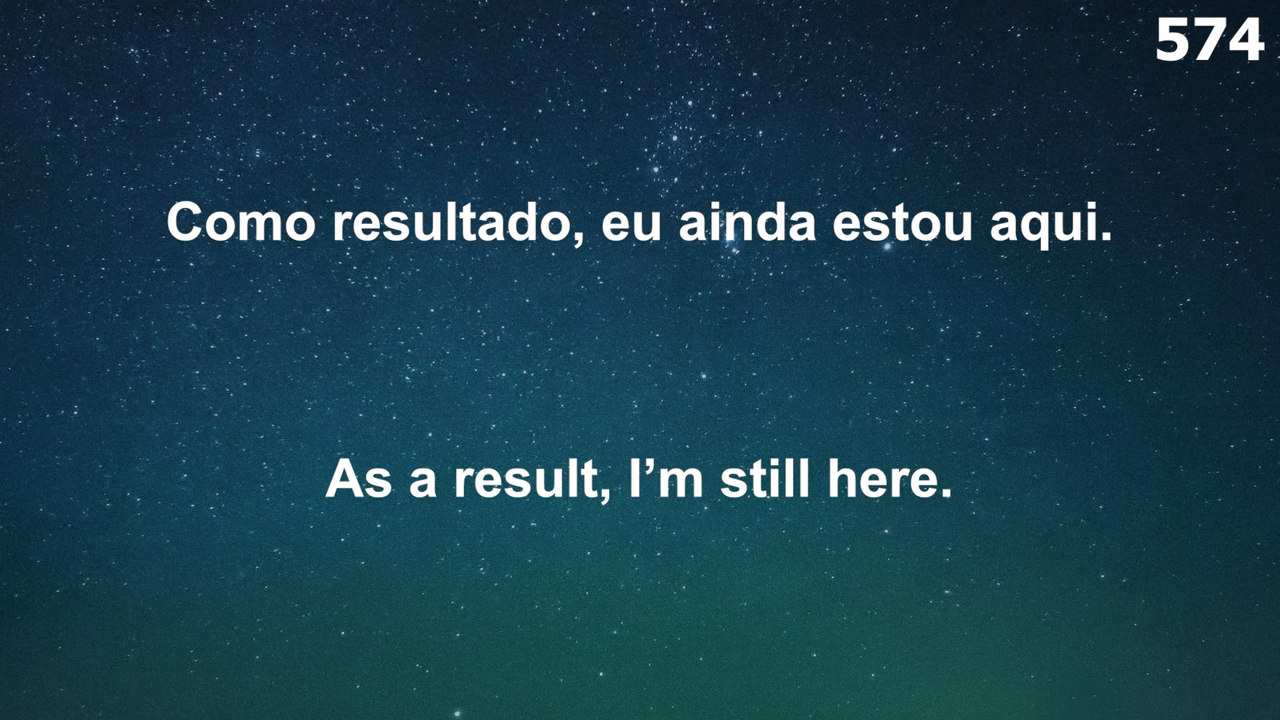 574
Como resultado, eu ainda estou aqui.
As a result, I’m still here.